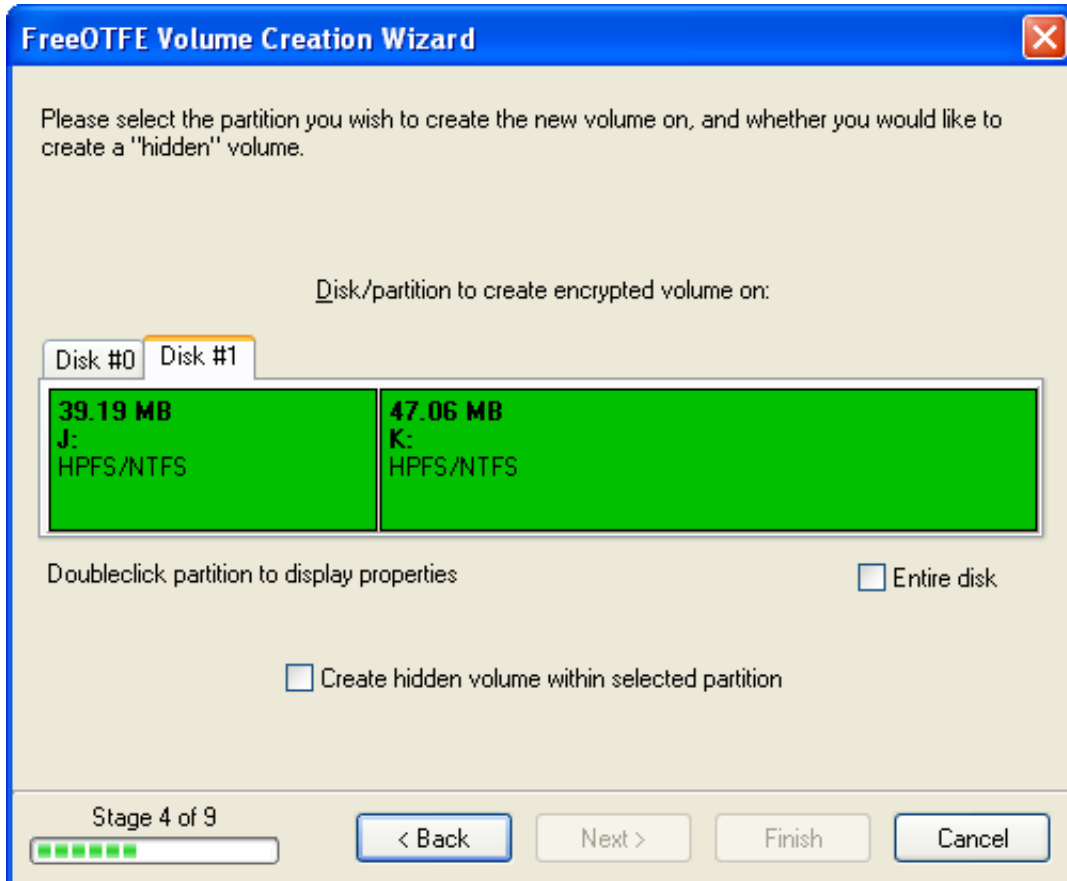 FreeOTFE Volume Creation Wizard
Please select the partition you wish to create the new volume on, and whether you would like to
create a "hidden" volume.
Disk/partition to create encrypted volume on:
Disk #0 Disk #1
39.19 MB
J:
HPFS/NTFS
47.06 MB
K:
HPFS/NTFS
Doubleclick partition to display properties
Entire disk
Create hidden volume within selected partition
Stage 4 of 9
< Back Next > Finish Cancel